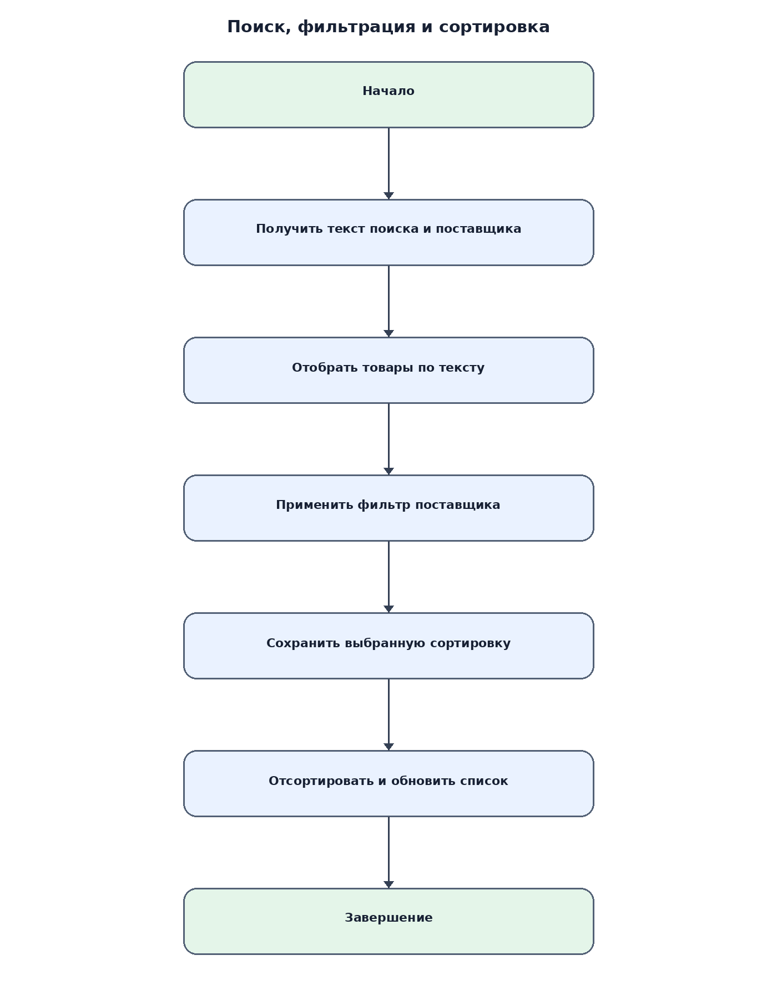 Поиск, фильтрация и сортировка
Начало
Получить текст поиска и поставщика
Отобрать товары по тексту
Применить фильтр поставщика
Сохранить выбранную сортировку
Отсортировать и обновить список
Завершение